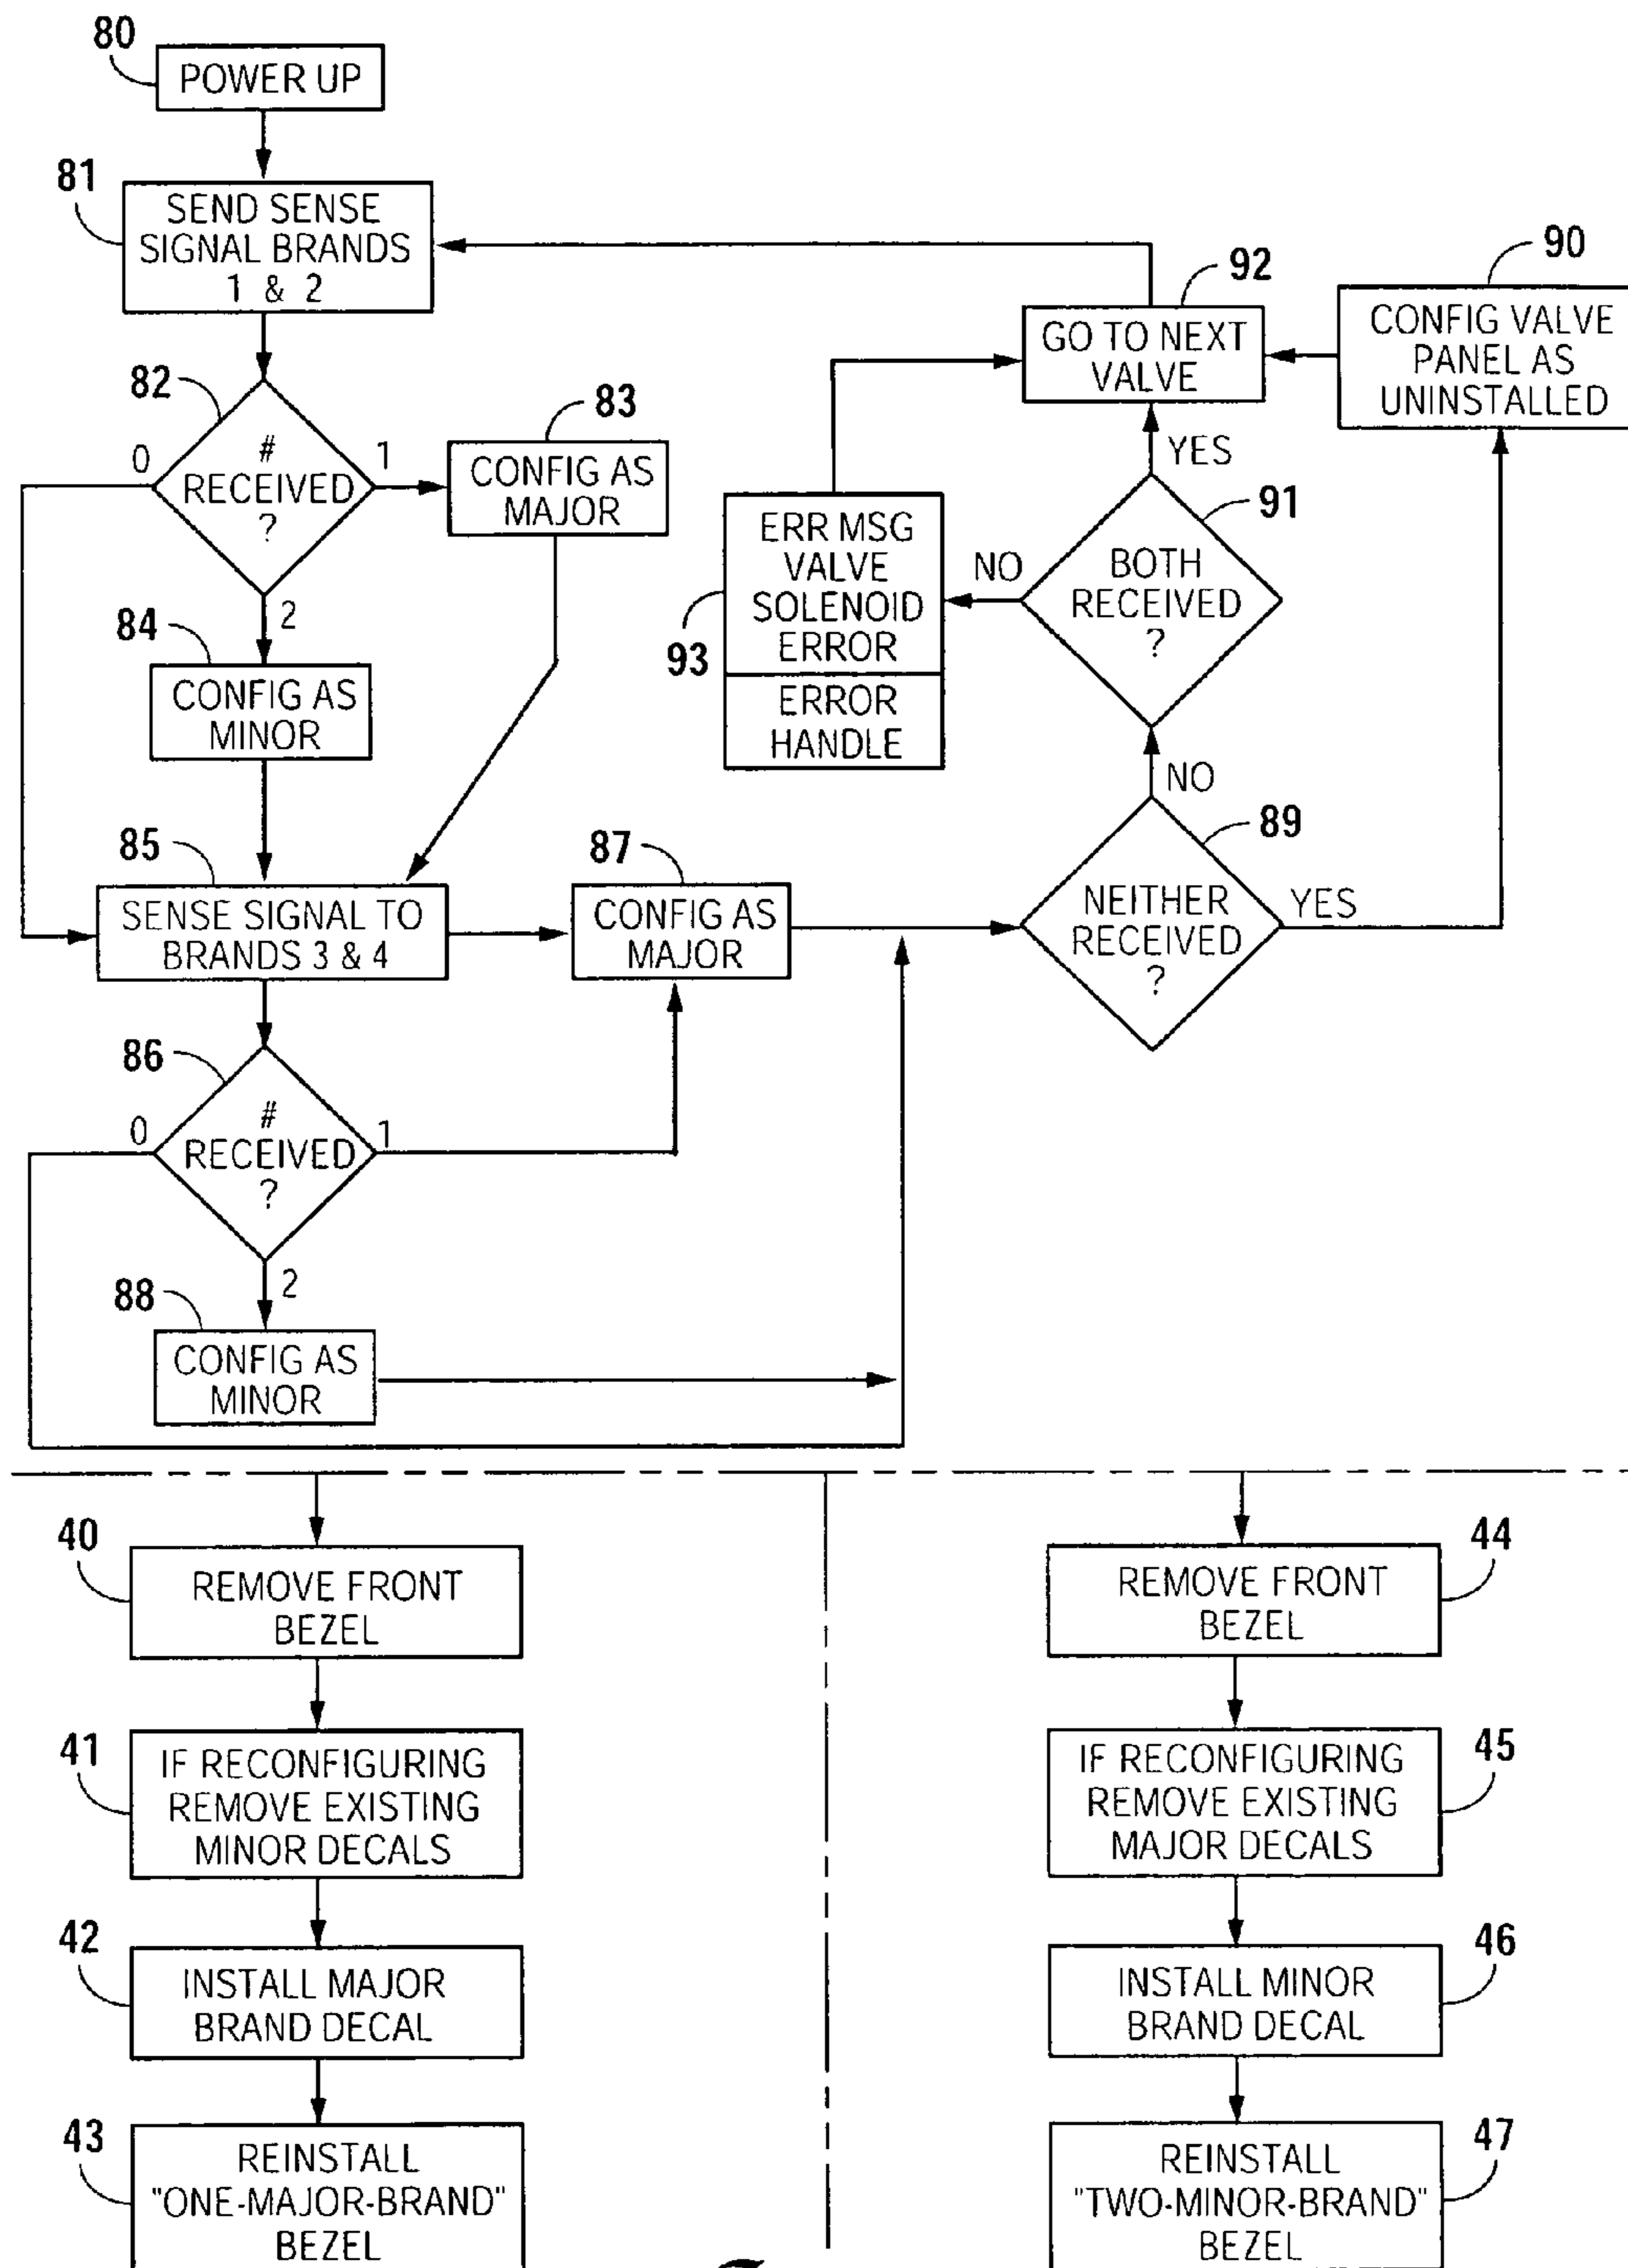 80
POWER UP
81
SEND SENSE
SIGNAL BRANDS
1 & 2
82
#
RECEIVED
?
0
1
2
83
CONFIG AS
MAJOR
84
CONFIG AS
MINOR
85
SENSE SIGNAL TO
BRANDS 3 & 4
86
#
RECEIVED
?
0
1
2
87
CONFIG AS
MAJOR
88
CONFIG AS
MINOR
92
GO TO NEXT
VALVE
90
CONFIG VALVE
PANEL AS
UNINSTALLED
YES
91
BOTH
RECEIVED
?
NO
93
ERR MSG
VALVE
SOLENOID
ERROR
ERROR
HANDLE
NO
89
NEITHER
RECEIVED
?
YES
40
REMOVE FRONT
BEZEL
41
IF RECONFIGURING
REMOVE EXISTING
MINOR DECALS
42
INSTALL MAJOR
BRAND DECAL
43
REINSTALL
"ONE-MAJOR-BRAND"
BEZEL
44
REMOVE FRONT
BEZEL
45
IF RECONFIGURING
REMOVE EXISTING
MAJOR DECALS
46
INSTALL MINOR
BRAND DECAL
47
REINSTALL
"TWO-MINOR-BRAND"
BEZEL